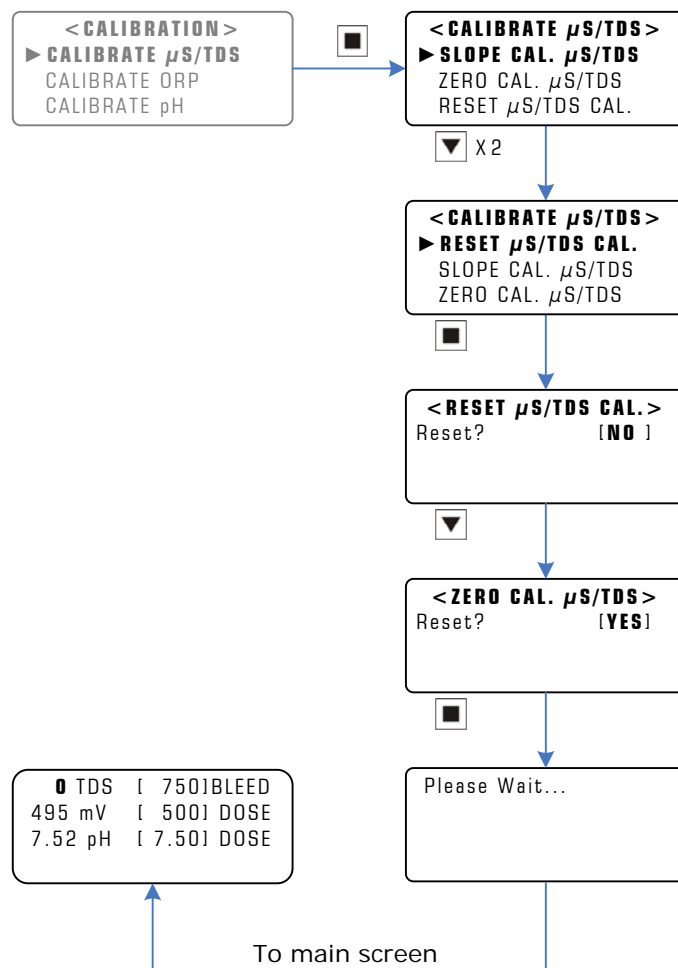 <CALIBRATION>
►CALIBRATE µS/TDS
CALIBRATE ORP
CALIBRATE pH
<CALIBRATE µS/TDS>
►SLOPE CAL. µS/TDS
ZERO CAL. µS/TDS
RESET µS/TDS CAL.
▼ X 2
<CALIBRATE µS/TDS>
►RESET µS/TDS CAL.
SLOPE CAL. µS/TDS
ZERO CAL. µS/TDS
<RESET µS/TDS CAL.>
Reset? [NO ]
▼
<ZERO CAL. µS/TDS>
Reset? [YES]
Please Wait...
0 TDS [ 750]BLEED
495 mV [ 500] DOSE
7.52 pH [ 7.50] DOSE
To main screen